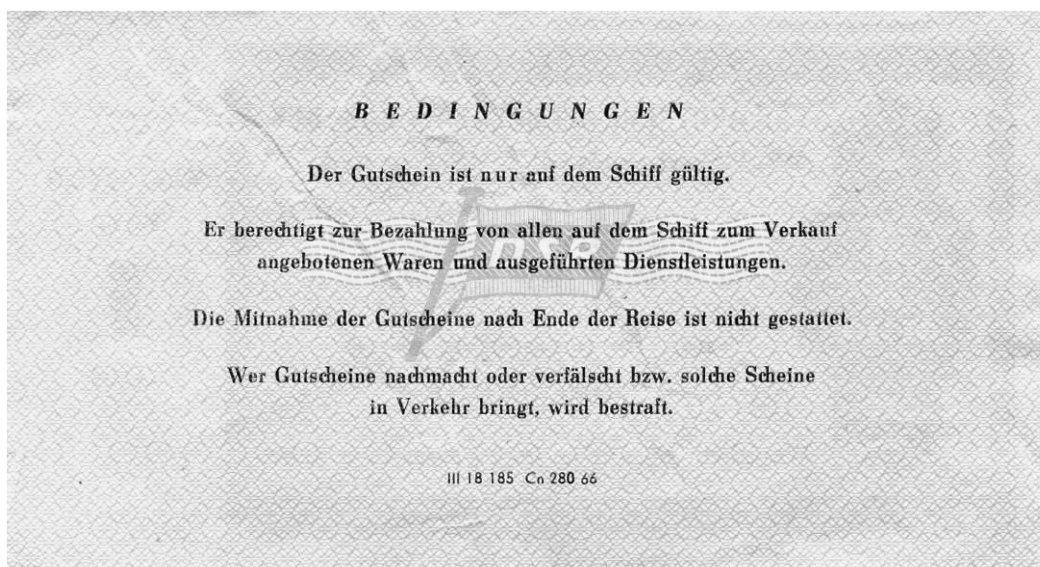 BEDINGUNGEN
Der Gutschein ist nur auf dem Schiff gültig.
Er berechtigt zur Bezahlung von allen auf dem Schiff zum Verkauf
angebotenen Waren und ausgeführten Dienstleistungen.
dsr
Die Mitnahme der Gutscheine nach Ende der Reise ist nicht gestattet.
Wer Gutscheine nachmacht oder verfälscht bzw. solche Scheine
in Verkehr bringt, wird bestraft.
III 18 185 Cn 280 66